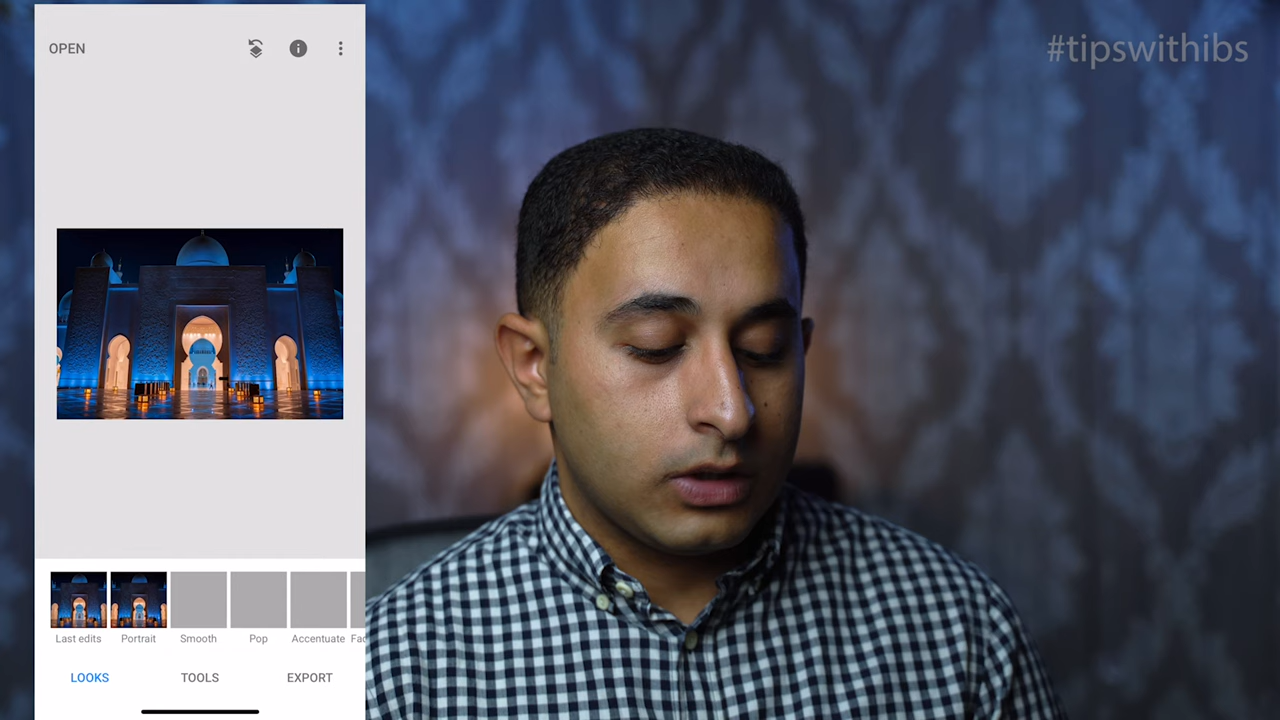 OPEN
#tipswithibs
Last edits
Portrait
Smooth
Pop
Accentuate
LOOKS
TOOLS
EXPORT